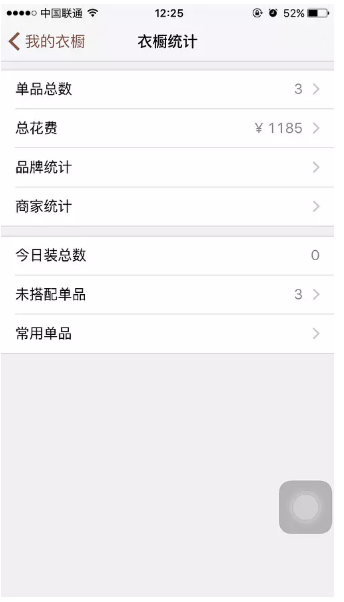 中国联通 12:25 52%
我的衣橱 衣橱统计
单品总数 3
总花费 ¥ 1185
品牌统计
商家统计
今日装总数 0
未搭配单品 3
常用单品